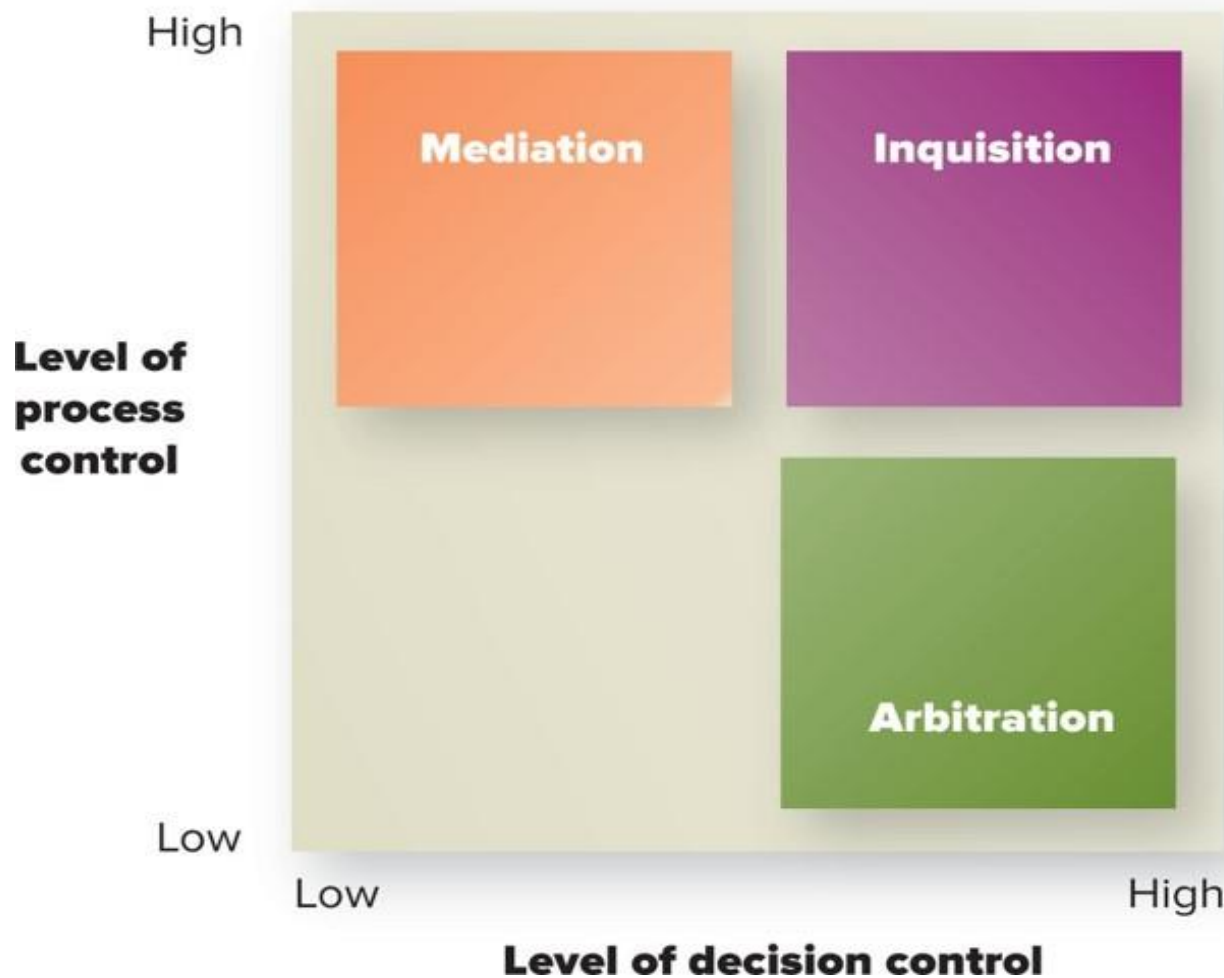 High
Mediation
Inquisition
Level of
process
control
Arbitration
Low
Low
High
Level of decision control